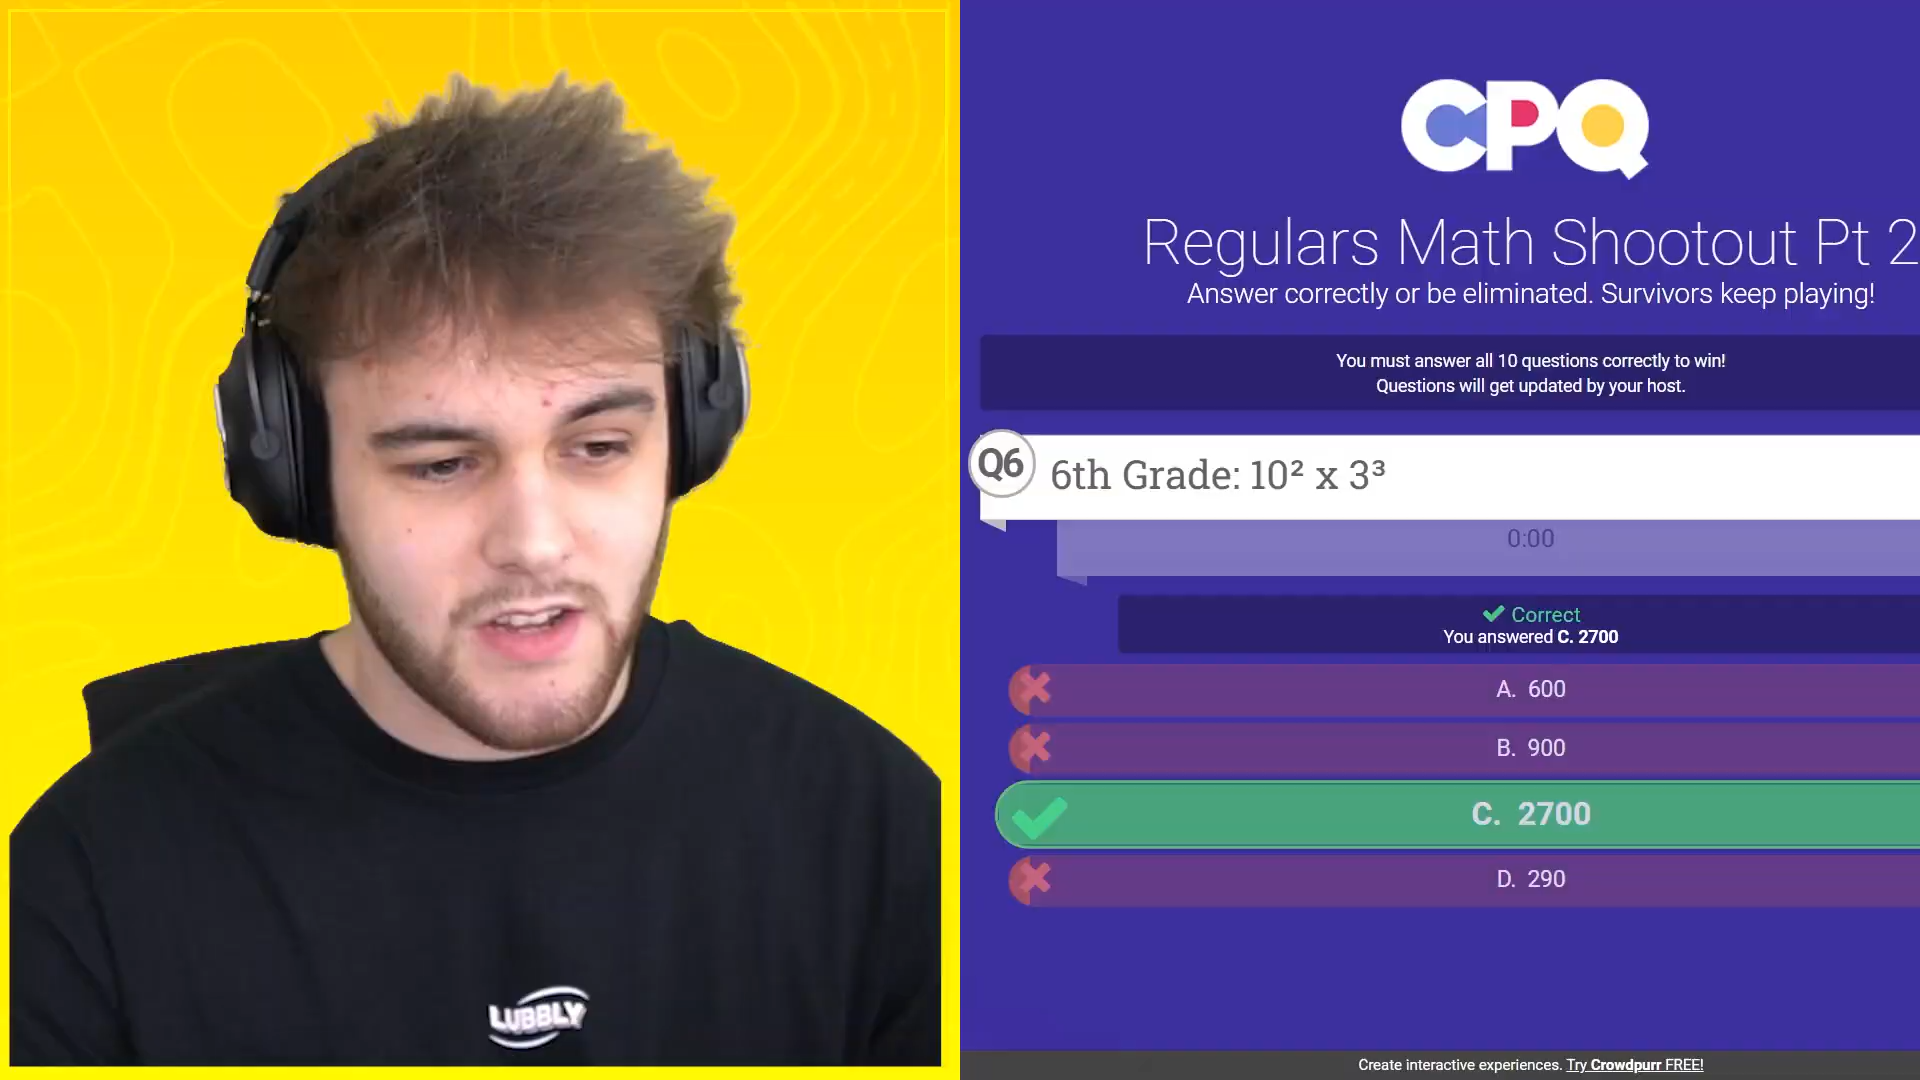 CPQ
Regulars Math Shootout Pt 2
Answer correctly or be eliminated. Survivors keep playing!
You must answer all 10 questions correctly to win!
Questions will get updated by your host.
Q6
6th Grade: 10² x 3³
0:00
Correct
You answered C. 2700
A. 600
B. 900
C. 2700
D. 290
LUBBLY
Create interactive experiences. Try Crowdpurr FREE!